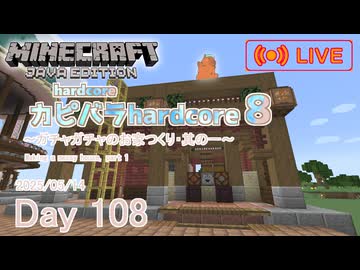 MINECRAFT
JAVA EDITION
LIVE
hardcore
カピバラhardcore8
～ガチャガチャのお家つくり・其の一～
2025/05/14
Day 108